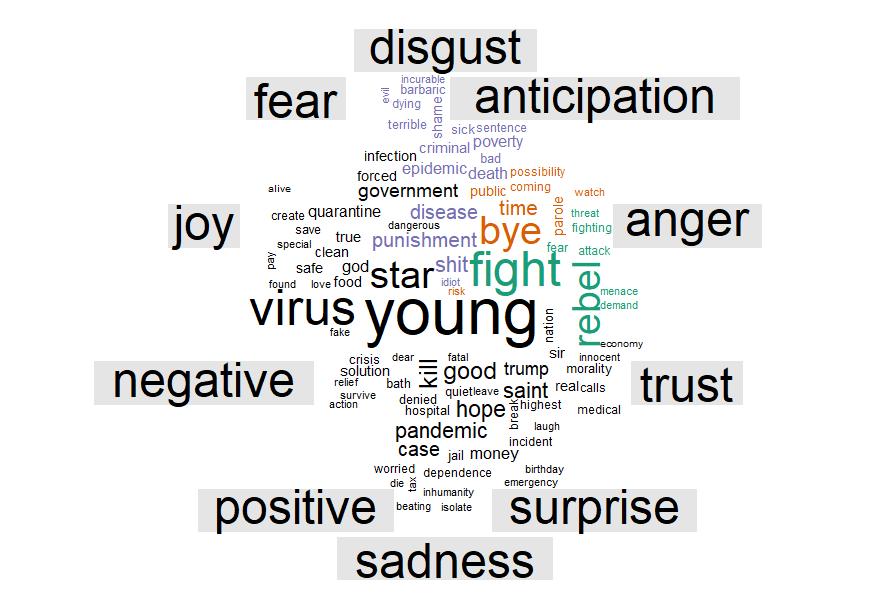 disgust
fear
anticipation
incurable
evil
barbaric
dying
shame
terrible
sick
sentence
criminal
poverty
infection
bad
epidemic
death
possibility
forced
alive
government
public
coming
watch
joy
create
quarantine
disease
time
parole
threat
anger
save
dangerous
bye
fighting
special
true
punishment
fear
attack
pay
clean
safe
god
star
shit
fight
rebel
found
love
food
idiot
risk
menace
virus
young
demand
fake
nation
economy
negative
crisis
dear
fatal
sir
innocent
trust
solution
kill
good
trump
morality
relief
bath
quiet
leave
saint
real
calls
survive
action
denied
hospital
hope
break
highest
medical
pandemic
laugh
case
jail
money
incident
worried
dependence
birthday
die
tax
emergency
positive
inhumanity
surprise
beating
isolate
sadness